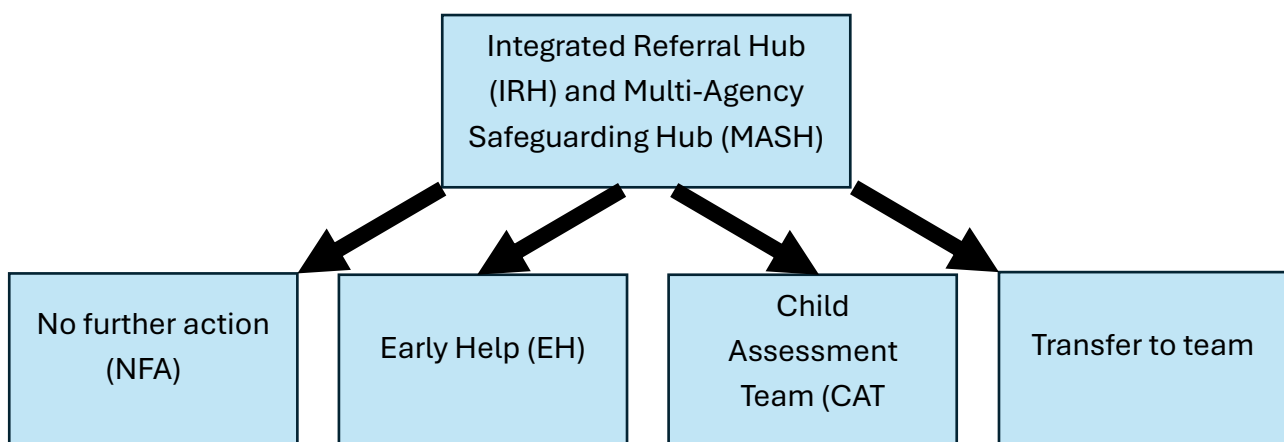 Integrated Referral Hub
(IRH) and Multi-Agency
Safeguarding Hub (MASH)
No further action
(NFA)
Early Help (EH)
Child
Assessment
Team (CAT
Transfer to team